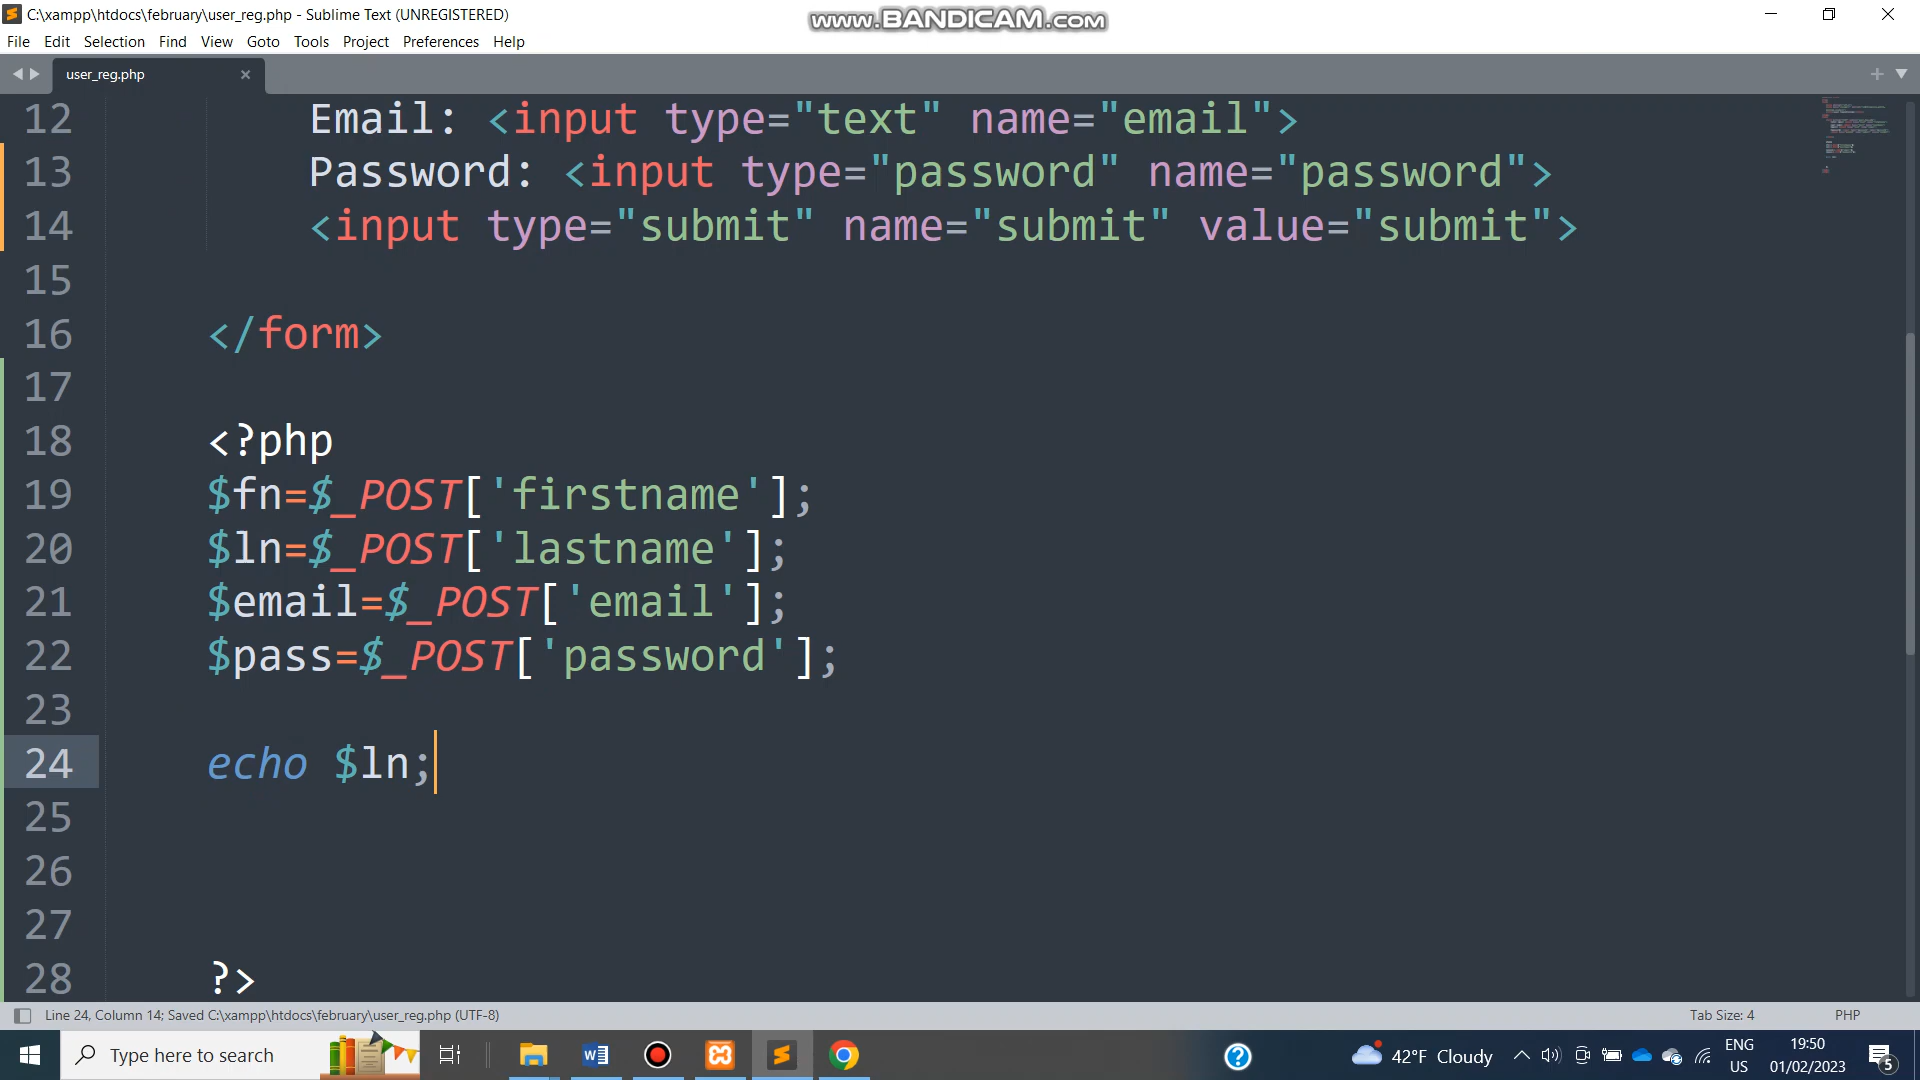 C:\xampp\htdocs\february\user_reg.php - Sublime Text (UNREGISTERED)
www.BANDICAM.com
File Edit Selection Find View Goto Tools Project Preferences Help
user_reg.php
12 Email: <input type="text" name="email">
13 Password: <input type="password" name="password">
14 <input type="submit" name="submit" value="submit">
15
16 </form>
17
18 <?php
19 $fn=$_POST['firstname'];
20 $ln=$_POST['lastname'];
21 $email=$_POST['email'];
22 $pass=$_POST['password'];
23
24 echo $ln;
25
26
27
28 ?>
Line 24, Column 14; Saved C:\xampp\htdocs\february\user_reg.php (UTF-8) Tab Size: 4 PHP
Type here to search
42°F Cloudy
ENG
US
19:50
01/02/2023
5